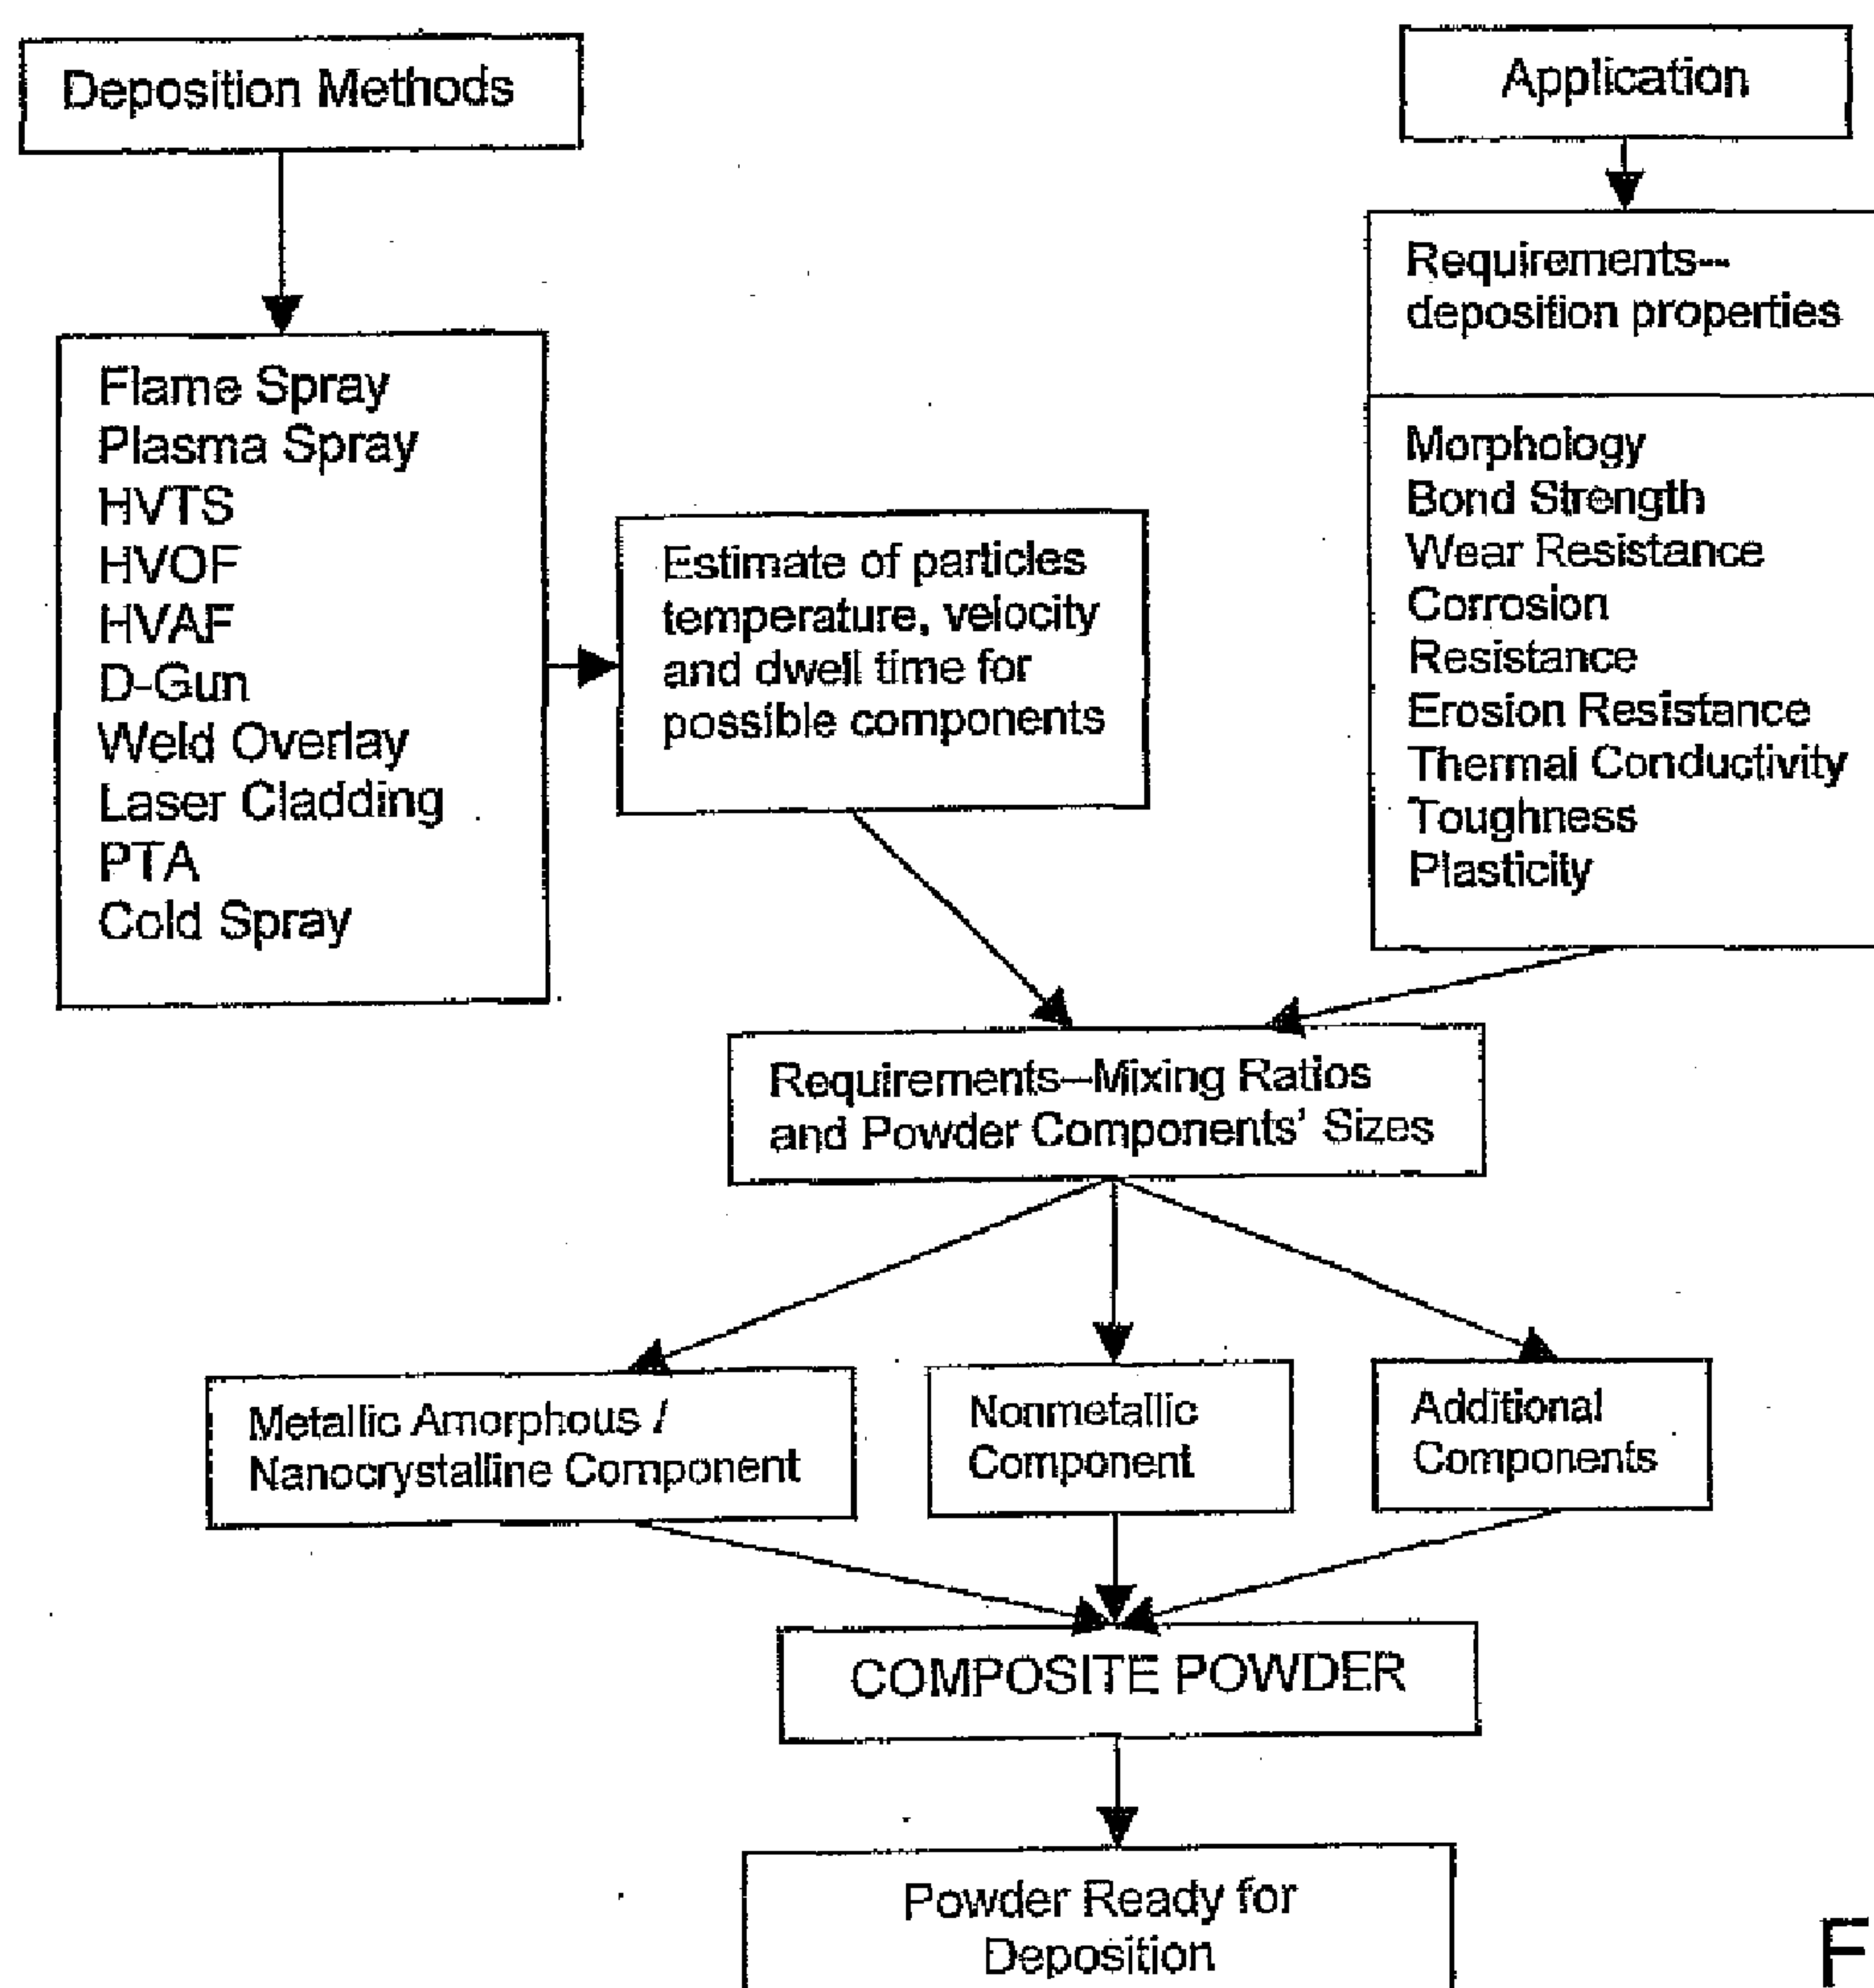 Deposition Methods
Application
Requirements--
deposition properties
Flame Spray
Plasma Spray
HVTS
HVOF
HVAF
D-Gun
Weld Overlay
Laser Cladding
PTA
Cold Spray
Estimate of particles
temperature, velocity
and dwell time for
possible components
Morphology
Bond Strength
Wear Resistance
Corrosion
Resistance
Erosion Resistance
Thermal Conductivity
Toughness
Plasticity
Requirements--Mixing Ratios
and Powder Components' Sizes
Metallic Amorphous /
Nanocrystalline Component
Nonmetallic
Component
Additional
Components
COMPOSITE POWDER
Powder Ready for
Deposition
F